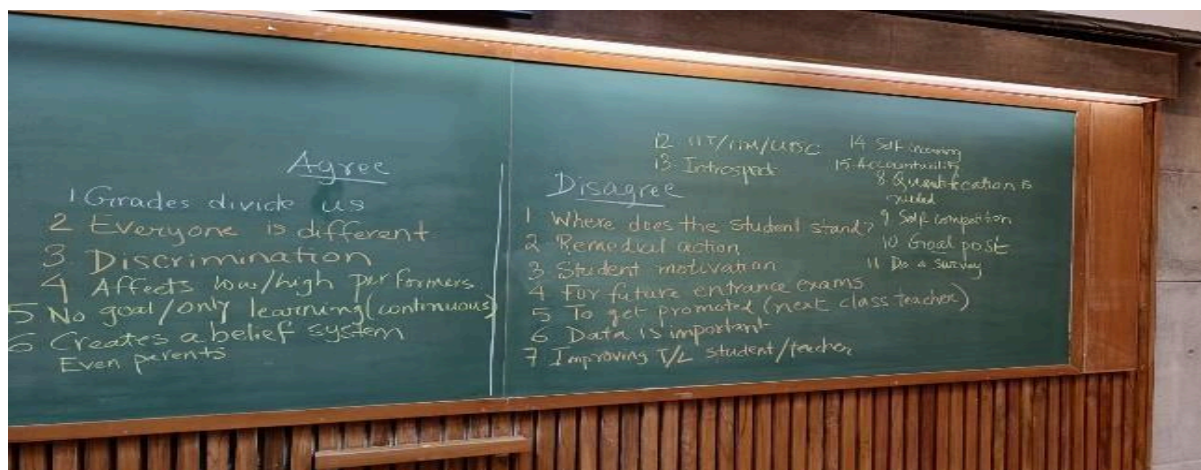 Agree
1 Grades divide us
2 Everyone is different
3 Discrimination
4 Affects low/high performers
5 No goal/only learning (continuous)
6 Creates a belief system
Even parents
Disagree
1 Where does the student stand?
2 Remedial action
3 Student motivation
4 For future entrance exams
5 To get promoted (next class teacher)
6 Data is important
7 Improving T/L student/teacher
8 Quantification is
needed
9 Self competition
10 Goal post
11 Do a survey
12 IIT/IIM/UPSC
13 Introspect
14 Self
15 Accountability